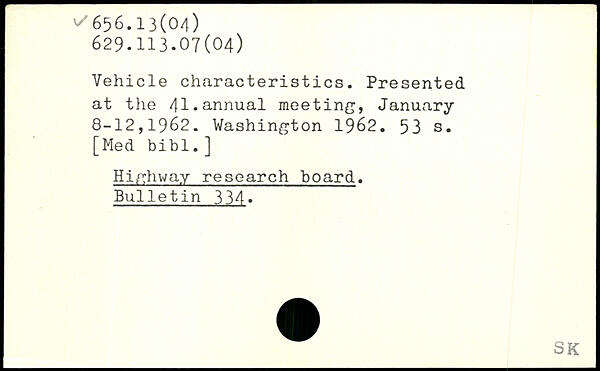 ✓ 656.13(04)
629.113.07(04)
Vehicle characteristics. Presented
at the 41.annual meeting, January
8-12,1962. Washington 1962. 53 s.
[Med bibl.]
Highway research board.
Bulletin 334.
SK